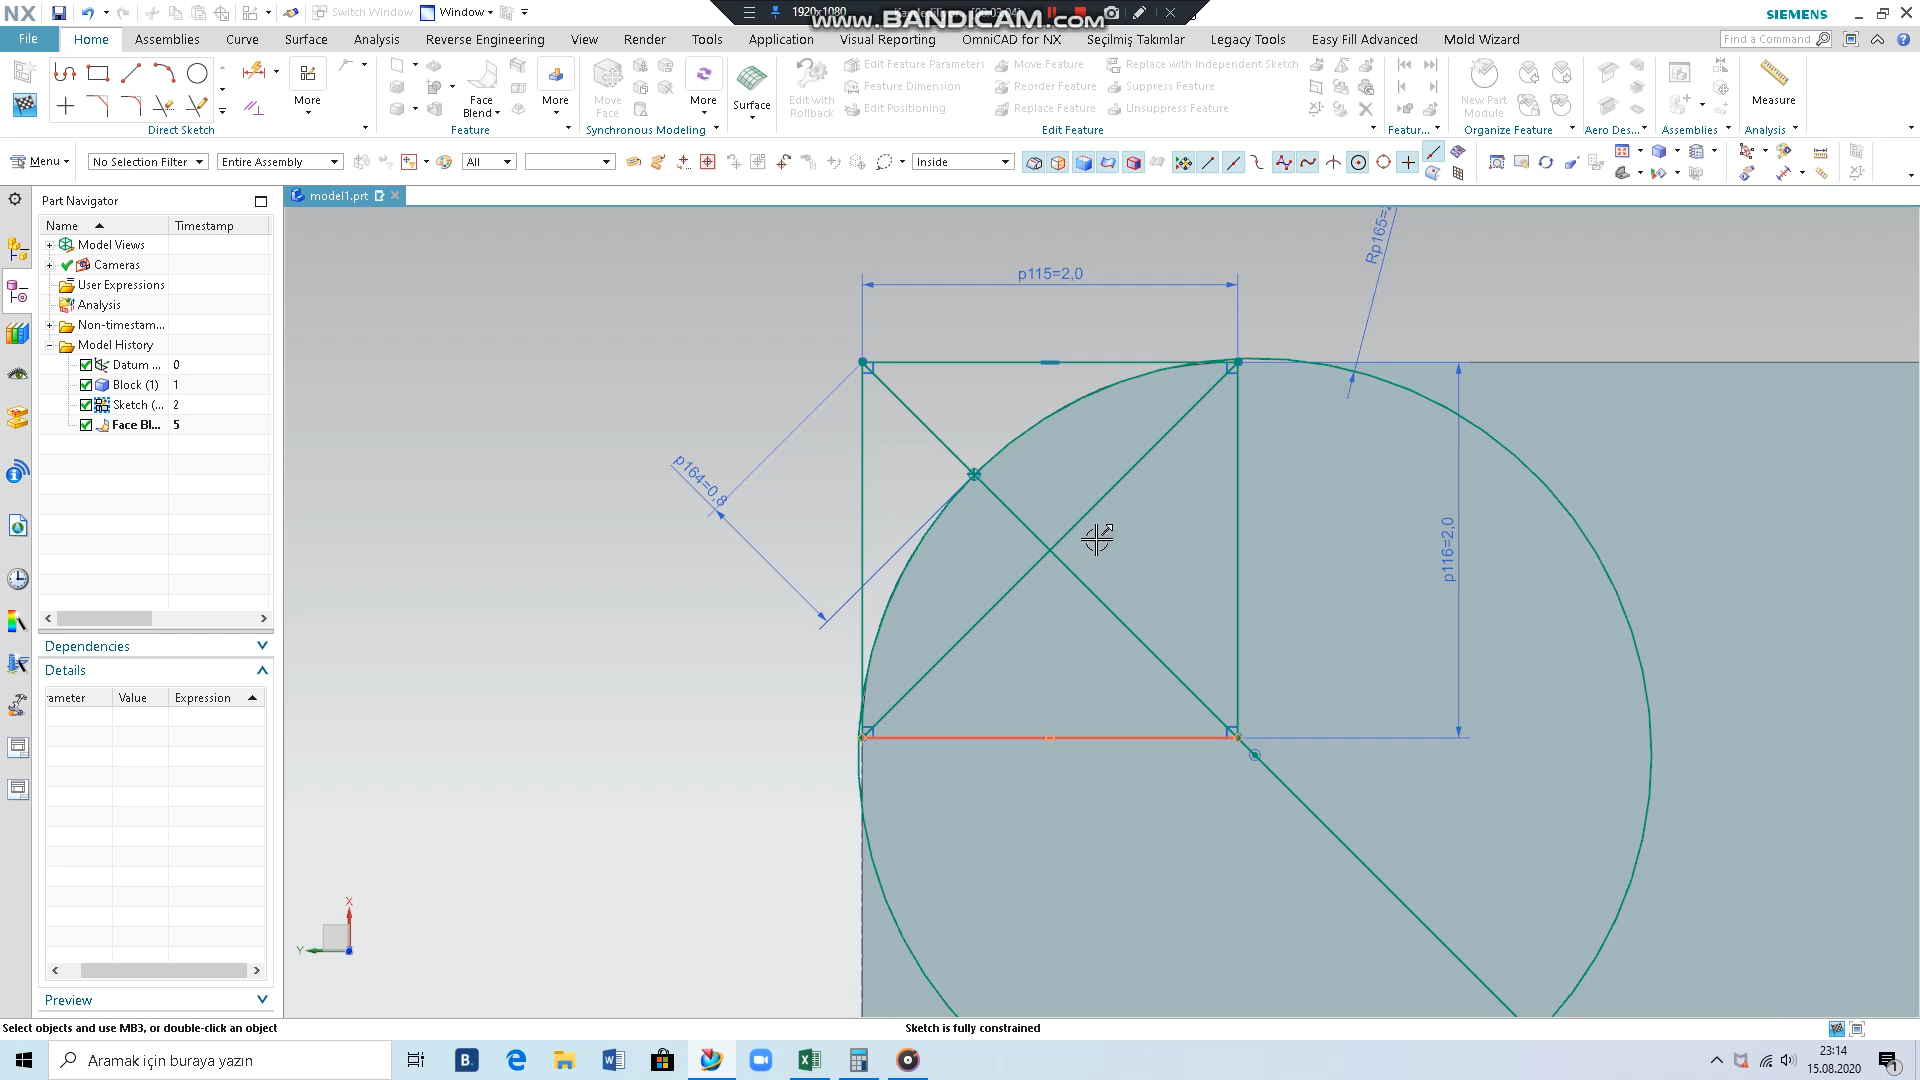 NX
Switch Window
Window
1920x1080
www.BANDICAM.com
SIEMENS
File
Home
Assemblies
Curve
Surface
Analysis
Reverse Engineering
View
Render
Tools
Application
Visual Reporting
OmniCAD for NX
Seçilmiş Takımlar
Legacy Tools
Easy Fill Advanced
Mold Wizard
Find a Command
More
Face
Blend
More
Move
Face
More
Surface
Edit with
Rollback
Edit Feature Parameters
Feature Dimension
Edit Positioning
Move Feature
Reorder Feature
Replace Feature
Replace with Independent Sketch
Suppress Feature
Unsuppress Feature
New Part
Module
Measure
Direct Sketch
Feature
Synchronous Modeling
Edit Feature
Featur...
Organize Feature
Aero Des...
Assemblies
Analysis
Menu
No Selection Filter
Entire Assembly
All
Inside
Part Navigator
model1.prt
Name
Timestamp
Model Views
Cameras
User Expressions
Analysis
Non-timestam...
Model History
Datum ...
0
Block (1)
1
Sketch (...
2
Face Bl...
5
Dependencies
Details
ameter
Value
Expression
Preview
p115=2,0
Rp165=
p164=0,8
p116=2,0
X
Y
Select objects and use MB3, or double-click an object
Sketch is fully constrained
Aramak için buraya yazın
B.
23:14
15.08.2020
1